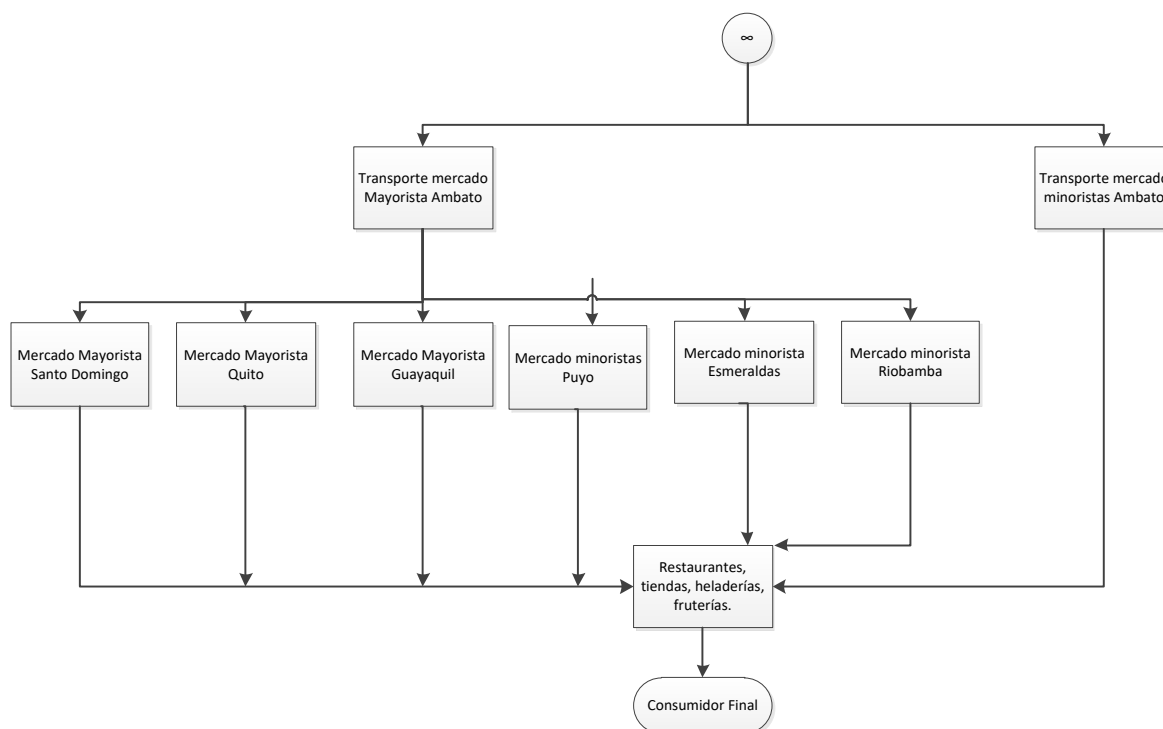 ∞
Transporte mercado
Mayorista Ambato
Transporte mercado
minoristas Ambato
Mercado Mayorista
Santo Domingo
Mercado Mayorista
Quito
Mercado Mayorista
Guayaquil
Mercado minoristas
Puyo
Mercado minorista
Esmeraldas
Mercado minorista
Riobamba
Restaurantes,
tiendas, heladerías,
fruterías.
Consumidor Final